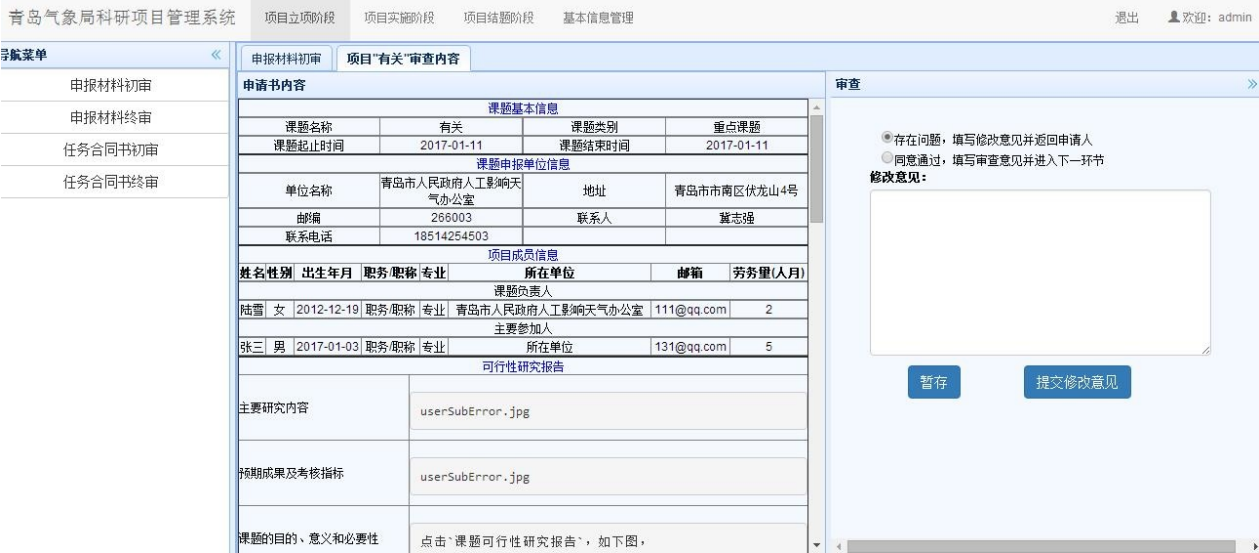 青岛气象局科研项目管理系统 项目立项阶段 项目实施阶段 项目结题阶段 基本信息管理 退出 欢迎: admin
导航菜单
申报材料初审
申报材料终审
任务合同书初审
任务合同书终审
申报材料初审 项目"有关"审查内容
申请书内容
课题基本信息
课题名称 有关 课题类别 重点课题
课题起止时间 2017-01-11 课题结束时间 2017-01-11
课题申报单位信息
单位名称 青岛市人民政府人工影响天气办公室 地址 青岛市市南区伏龙山4号
邮编 266003 联系人 冀志强
联系电话 18514254503
项目成员信息
姓名 性别 出生年月 职务/职称 专业 所在单位 邮箱 劳务量(人月)
课题负责人
陆雪 女 2012-12-19 职务/职称 专业 青岛市人民政府人工影响天气办公室 111@qq.com 2
主要参加人
张三 男 2017-01-03 职务/职称 专业 所在单位 131@qq.com 5
可行性研究报告
主要研究内容 userSubError.jpg
预期成果及考核指标 userSubError.jpg
课题的目的、意义和必要性 点击`课题可行性研究报告`,如下图,
审查
存在问题，填写修改意见并返回申请人
同意通过，填写审查意见并进入下一环节
修改意见：
暂存 提交修改意见